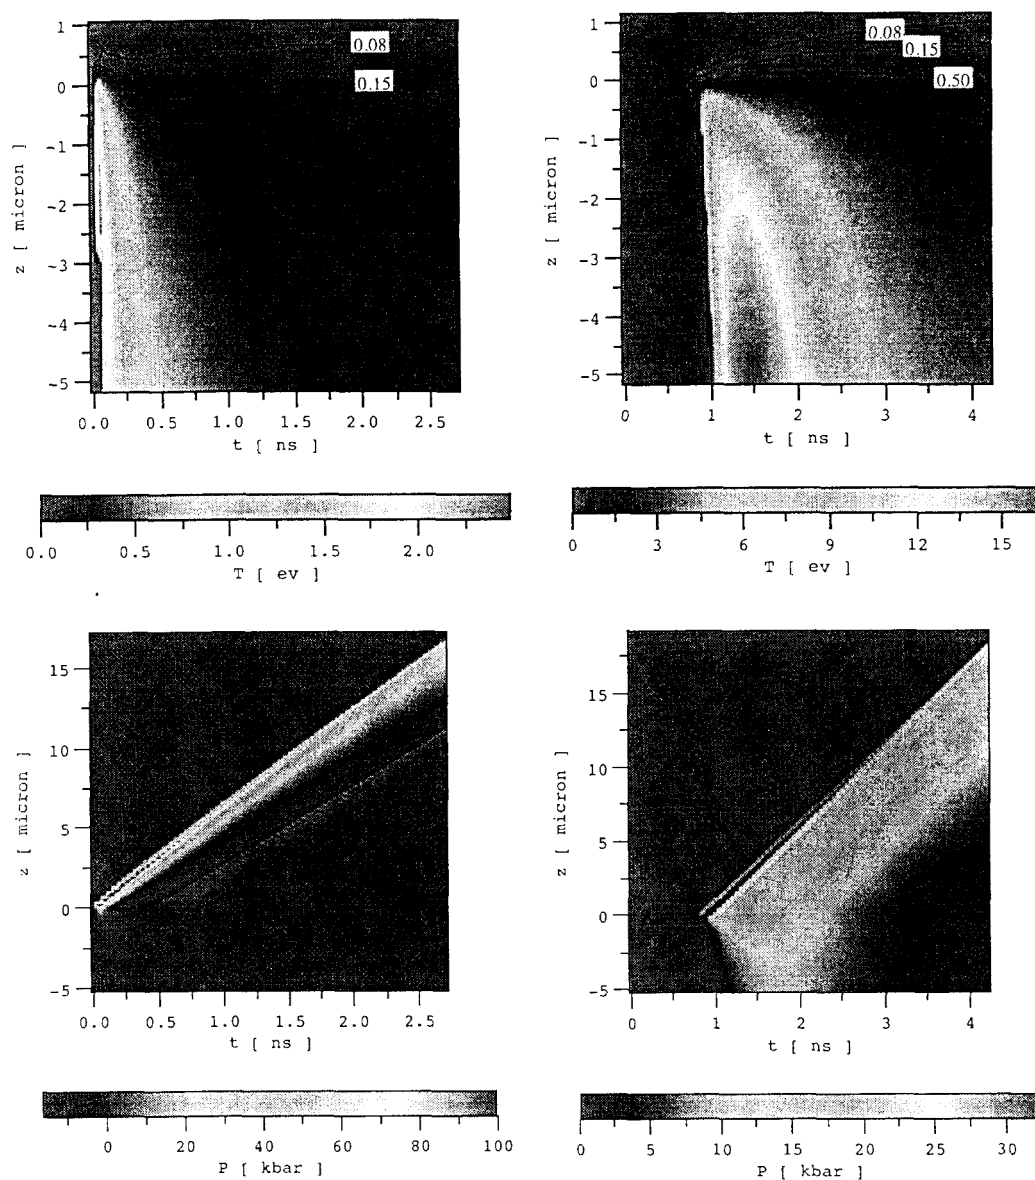 1
0
-1
-2
-3
-4
-5
z [ micron ]
0.08
0.15
0.0 0.5 1.0 1.5 2.0 2.5
t [ ns ]
0.0 0.5 1.0 1.5 2.0
T [ ev ]
1
0
-1
-2
-3
-4
-5
z [ micron ]
0.08
0.15
0.50
0 1 2 3 4
t [ ns ]
0 3 6 9 12 15
T [ ev ]
15
10
5
0
-5
z [ micron ]
0.0 0.5 1.0 1.5 2.0 2.5
t [ ns ]
0 20 40 60 80 100
P [ kbar ]
15
10
5
0
-5
z [ micron ]
0 1 2 3 4
t [ ns ]
0 5 10 15 20 25 30
P [ kbar ]